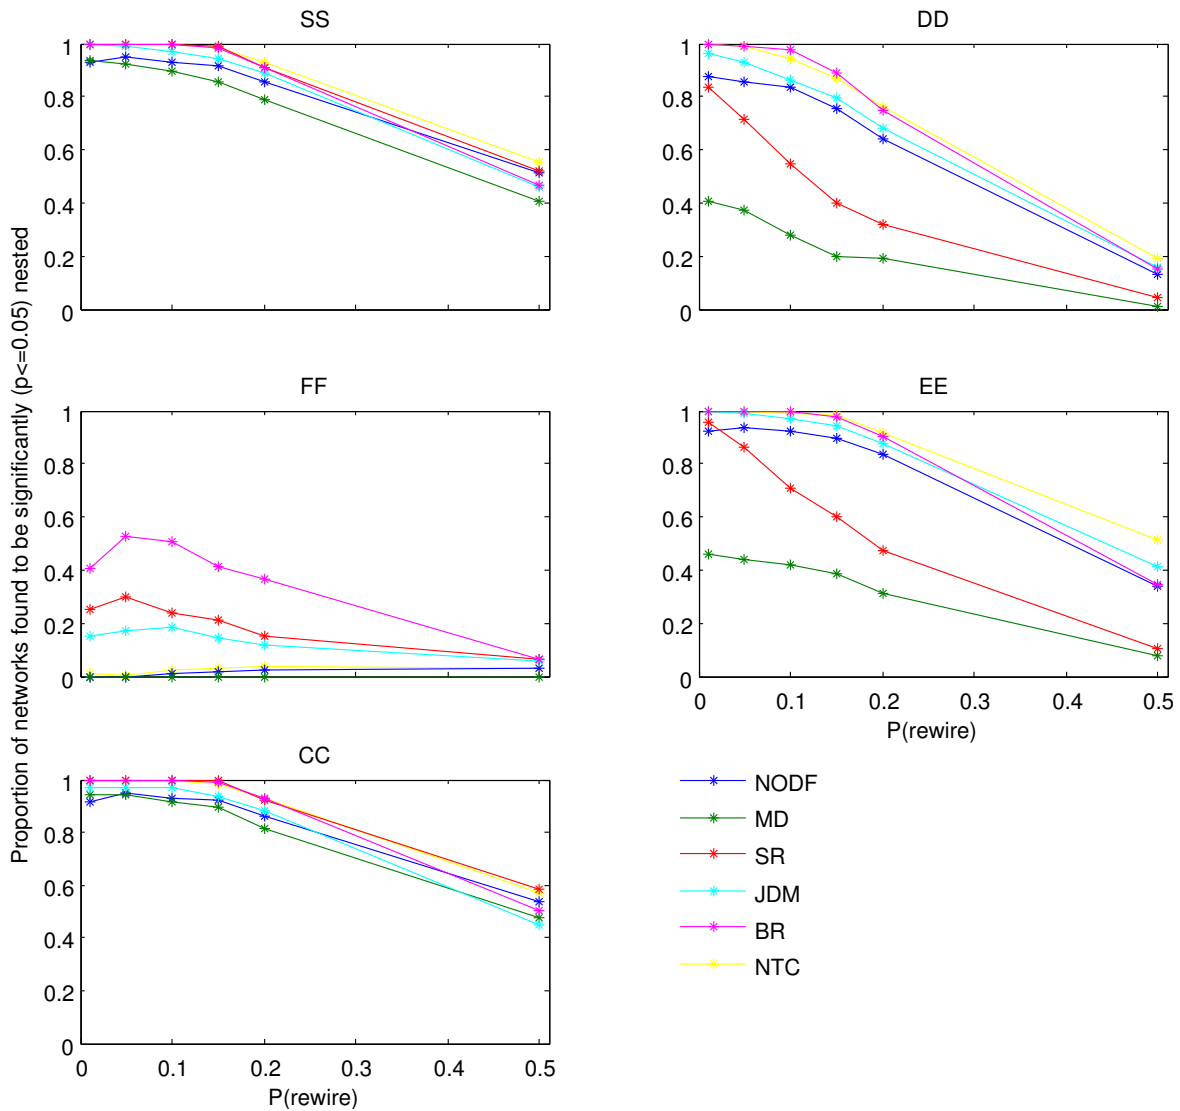 Proportion of networks found to be significantly (p<=0.05) nested
SS
1
0.8
0.6
0.4
0.2
0
DD
1
0.8
0.6
0.4
0.2
0
FF
1
0.8
0.6
0.4
0.2
0
EE
1
0.8
0.6
0.4
0.2
0
0 0.1 0.2 0.3 0.4 0.5
P(rewire)
CC
1
0.8
0.6
0.4
0.2
0
0 0.1 0.2 0.3 0.4 0.5
P(rewire)
NODF
MD
SR
JDM
BR
NTC